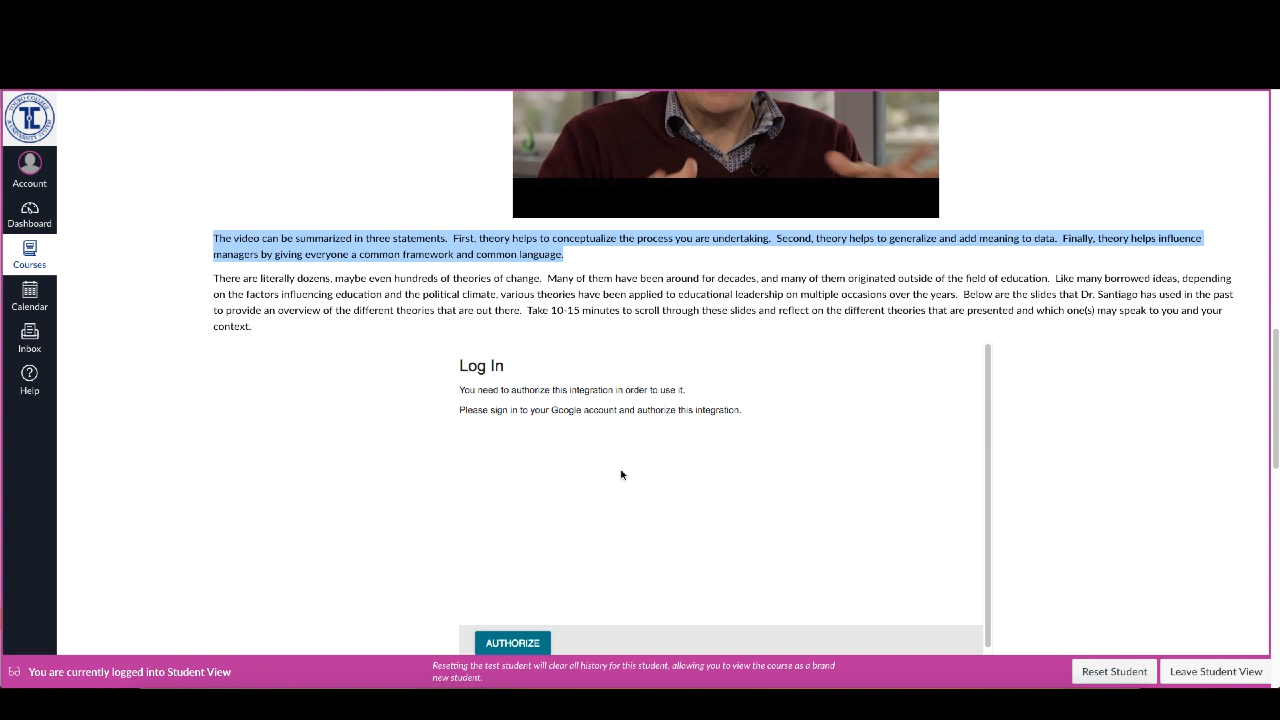 TC
Account
Dashboard
Courses
Calendar
Inbox
Help
The video can be summarized in three statements. First, theory helps to conceptualize the process you are undertaking. Second, theory helps to generalize and add meaning to data. Finally, theory helps influence
managers by giving everyone a common framework and common language.
There are literally dozens, maybe even hundreds of theories of change. Many of them have been around for decades, and many of them originated outside of the field of education. Like many borrowed ideas, depending
on the factors influencing education and the political climate, various theories have been applied to educational leadership on multiple occasions over the years. Below are the slides that Dr. Santiago has used in the past
to provide an overview of the different theories that are out there. Take 10-15 minutes to scroll through these slides and reflect on the different theories that are presented and which one(s) may speak to you and your
context.
Log In
You need to authorize this integration in order to use it.
Please sign in to your Google account and authorize this integration.
AUTHORIZE
You are currently logged into Student View
Resetting the test student will clear all history for this student, allowing you to view the course as a brand
new student.
Reset Student
Leave Student View